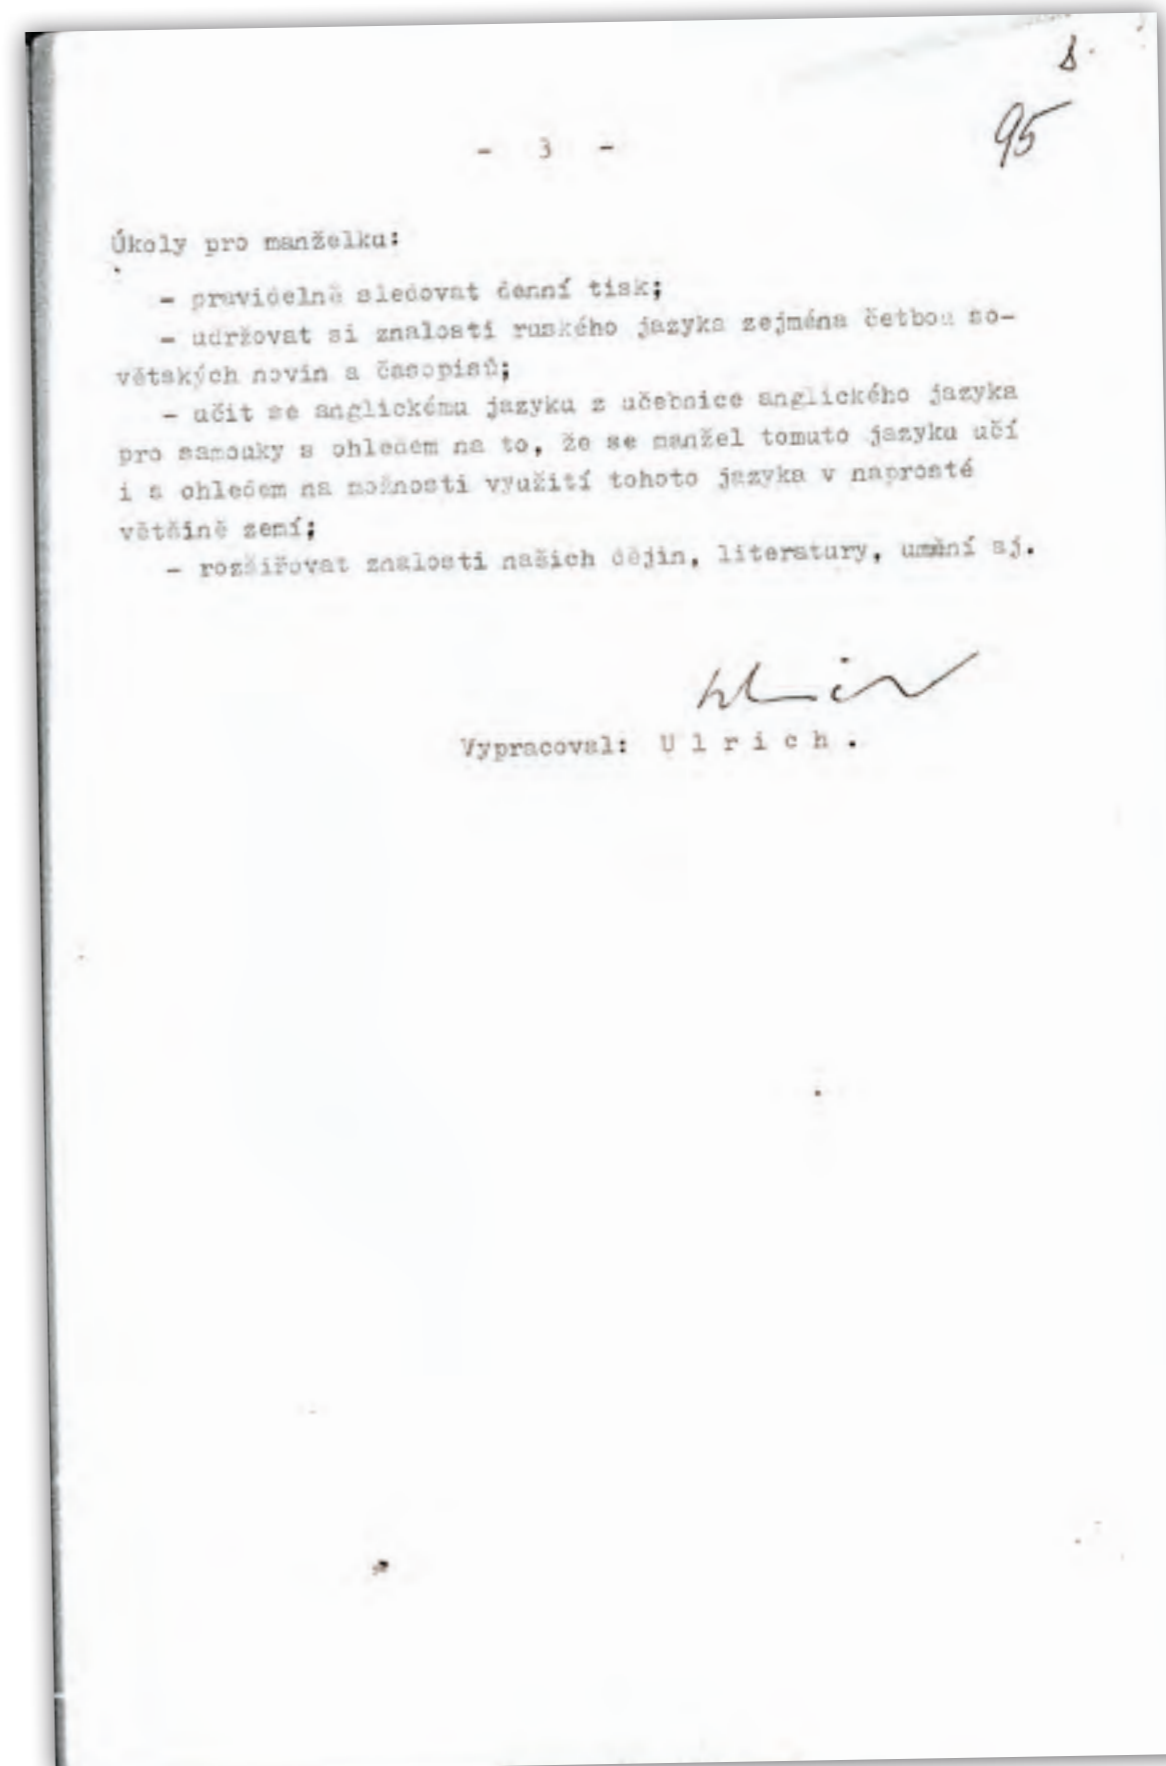 8.
95
- 3 -
Úkoly pro manželku:
- pravidelně sledovat denní tisk;
- udržovat si znalosti ruského jazyka zejména četbou so-
větských novin a časopisů;
- učit se anglickému jazyku z učebnice anglického jazyka
pro samouky s ohledem na to, že se manžel tomuto jazyku učí
i s ohledem na možnosti využití tohoto jazyka v naprosté
většině zemí;
- rozšiřovat znalosti našich dějin, literatury, umění aj.
Vypracoval: Ulrich.